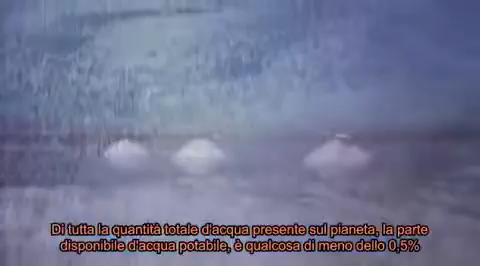 Di tutta la quantità totale d'acqua presente sul pianeta, la parte
disponibile d'acqua potabile, è qualcosa di meno dello 0,5%